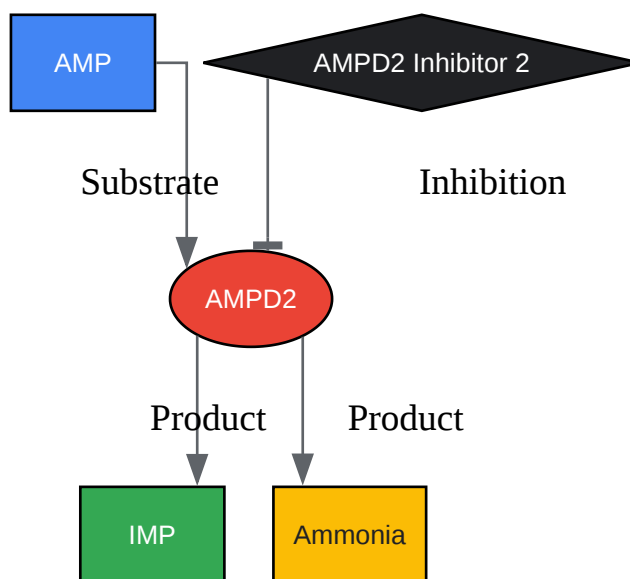 AMP
AMPD2 Inhibitor 2
Substrate
Inhibition
AMPD2
Product
Product
IMP
Ammonia